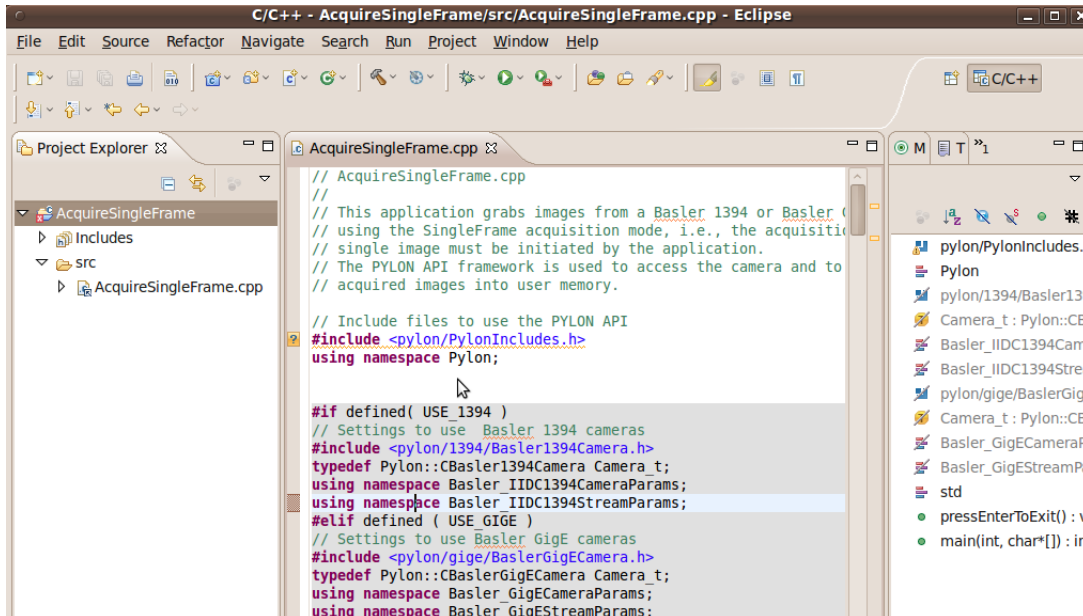 C/C++ - AcquireSingleFrame/src/AcquireSingleFrame.cpp - Eclipse
File Edit Source Refactor Navigate Search Run Project Window Help
C/C++
Project Explorer
AcquireSingleFrame
Includes
src
AcquireSingleFrame.cpp
AcquireSingleFrame.cpp
// AcquireSingleFrame.cpp
//
// This application grabs images from a Basler 1394 or Basler
// using the SingleFrame acquisition mode, i.e., the acquisiti
// single image must be initiated by the application.
// The PYLON API framework is used to access the camera and to
// acquired images into user memory.
// Include files to use the PYLON API
#include <pylon/PylonIncludes.h>
using namespace Pylon;
#if defined( USE_1394 )
// Settings to use  Basler 1394 cameras
#include <pylon/1394/Basler1394Camera.h>
typedef Pylon::CBasler1394Camera Camera_t;
using namespace Basler_IIDC1394CameraParams;
using namespace Basler_IIDC1394StreamParams;
#elif defined ( USE_GIGE )
// Settings to use Basler GigE cameras
#include <pylon/gige/BaslerGigECamera.h>
typedef Pylon::CBaslerGigECamera Camera_t;
using namespace Basler_GigECameraParams;
using namespace Basler_GigEStreamParams;
M T »1
pylon/PylonIncludes.
Pylon
pylon/1394/Basler13
Camera_t : Pylon::CB
Basler_IIDC1394Cam
Basler_IIDC1394Stre
pylon/gige/BaslerGig
Camera_t : Pylon::CB
Basler_GigECameraP
Basler_GigEStreamP
std
pressEnterToExit() : v
main(int, char*[]) : in